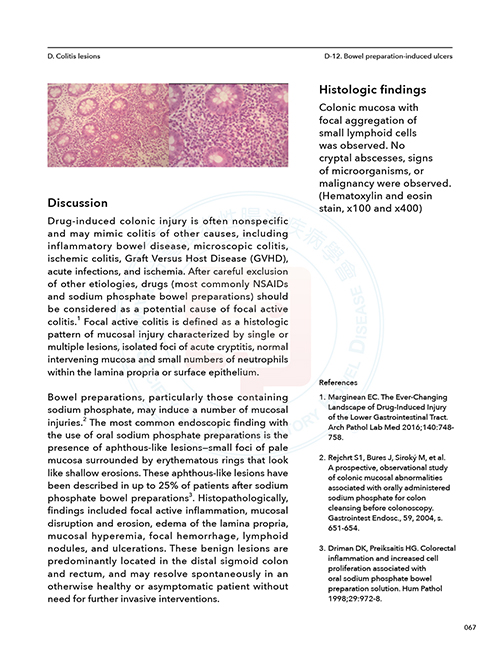 D. Colitis lesions
D-12. Bowel preparation-induced ulcers
Histologic findings
Colonic mucosa with
focal aggregation of
small lymphoid cells
was observed. No
cryptal abscesses, signs
of microorganisms, or
malignancy were observed.
(Hematoxylin and eosin
stain, x100 and x400)
Discussion
Drug-induced colonic injury is often nonspecific
and may mimic colitis of other causes, including
inflammatory bowel disease, microscopic colitis,
ischemic colitis, Graft Versus Host Disease (GVHD),
acute infections, and ischemia. After careful exclusion
of other etiologies, drugs (most commonly NSAIDs
and sodium phosphate bowel preparations) should
be considered as a potential cause of focal active
colitis.1 Focal active colitis is defined as a histologic
pattern of mucosal injury characterized by single or
multiple lesions, isolated foci of acute cryptitis, normal
intervening mucosa and small numbers of neutrophils
within the lamina propria or surface epithelium.
Bowel preparations, particularly those containing
sodium phosphate, may induce a number of mucosal
injuries.2 The most common endoscopic finding with
the use of oral sodium phosphate preparations is the
presence of aphthous-like lesions—small foci of pale
mucosa surrounded by erythematous rings that look
like shallow erosions. These aphthous-like lesions have
been described in up to 25% of patients after sodium
phosphate bowel preparations3. Histopathologically,
findings included focal active inflammation, mucosal
disruption and erosion, edema of the lamina propria,
mucosal hyperemia, focal hemorrhage, lymphoid
nodules, and ulcerations. These benign lesions are
predominantly located in the distal sigmoid colon
and rectum, and may resolve spontaneously in an
otherwise healthy or asymptomatic patient without
need for further invasive interventions.
References
1. Marginean EC. The Ever-Changing
Landscape of Drug-Induced Injury
of the Lower Gastrointestinal Tract.
Arch Pathol Lab Med 2016;140:748-
758.
2. Rejchrt S1, Bures J, Siroký M, et al.
A prospective, observational study
of colonic mucosal abnormalities
associated with orally administered
sodium phosphate for colon
cleansing before colonoscopy.
Gastrointest Endosc., 59, 2004, s.
651-654.
3. Driman DK, Preiksaitis HG. Colorectal
inflammation and increased cell
proliferation associated with
oral sodium phosphate bowel
preparation solution. Hum Pathol
1998;29:972-8.
067